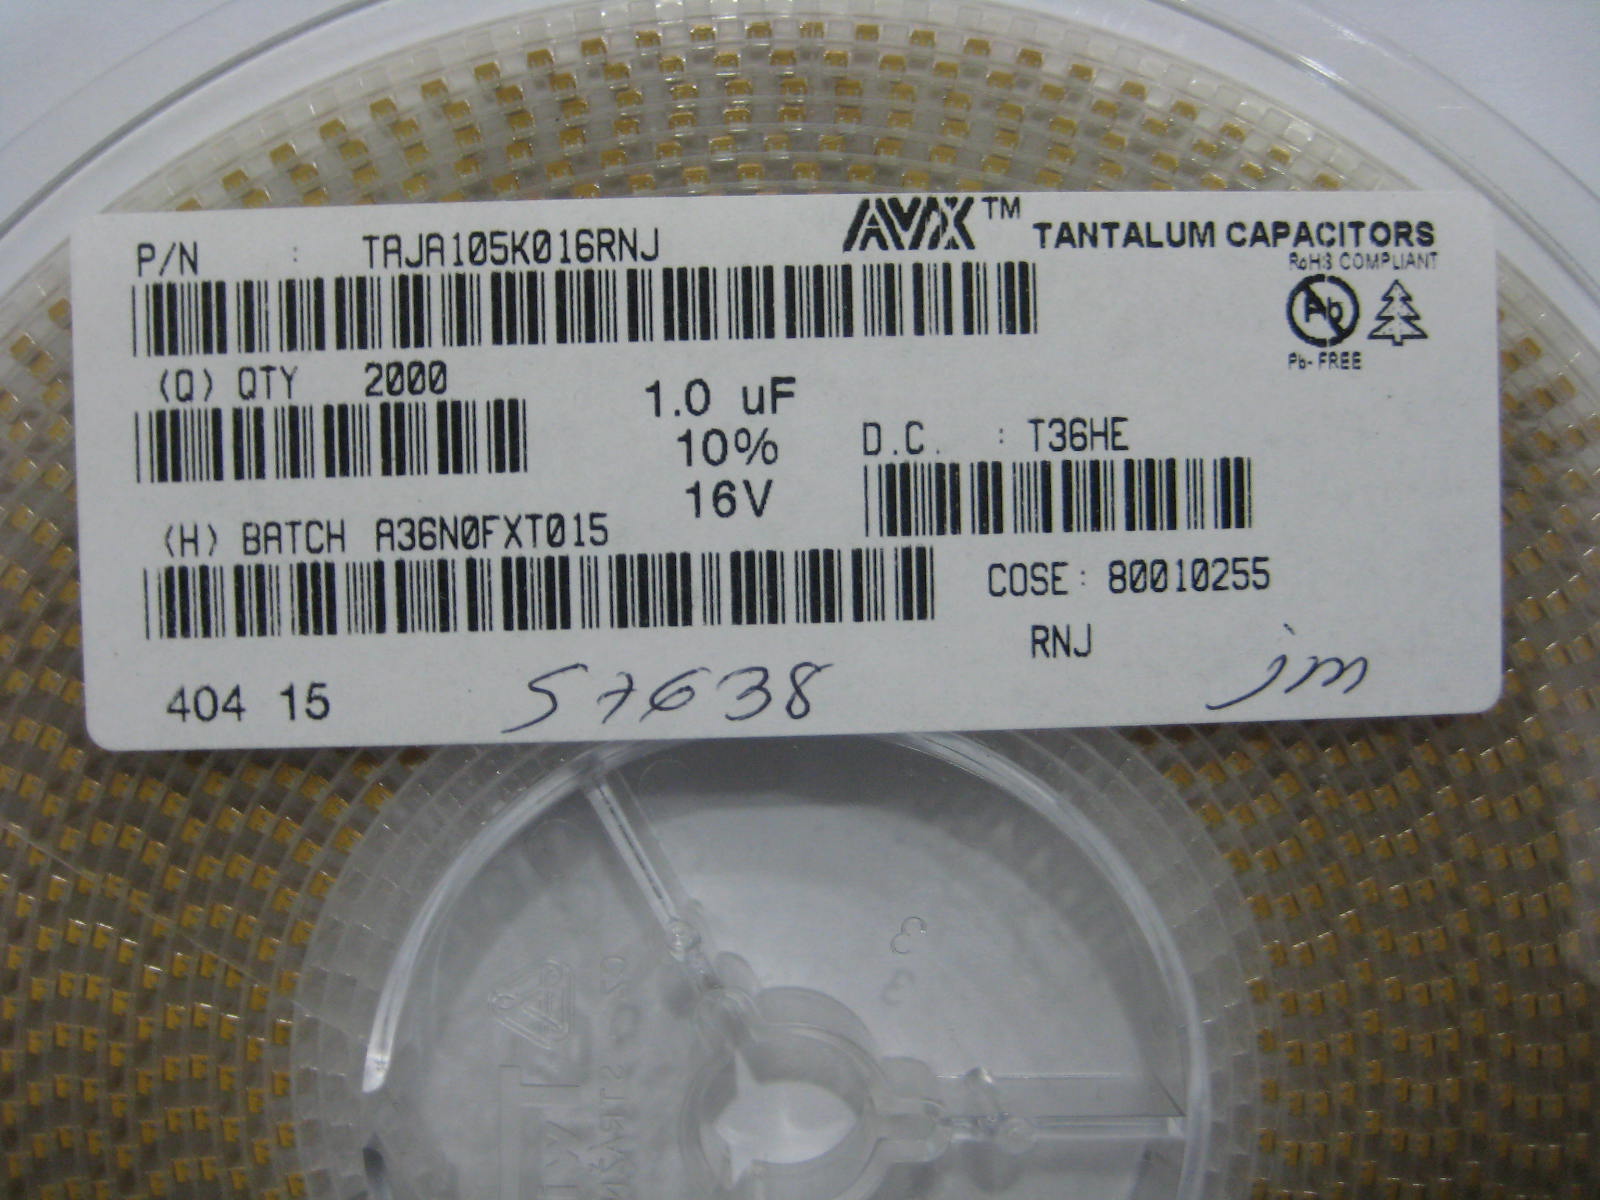 P/N : TAJA105K016RNJ
AVX™ TANTALUM CAPACITORS
RoHS COMPLIANT
Pb
Pb-FREE
(Q) QTY 2000
1.0 uF
10%
16V
D.C. : T36HE
(H) BATCH A36N0FXT015
COSE: 80010255
RNJ
404 15
57638
jm
3